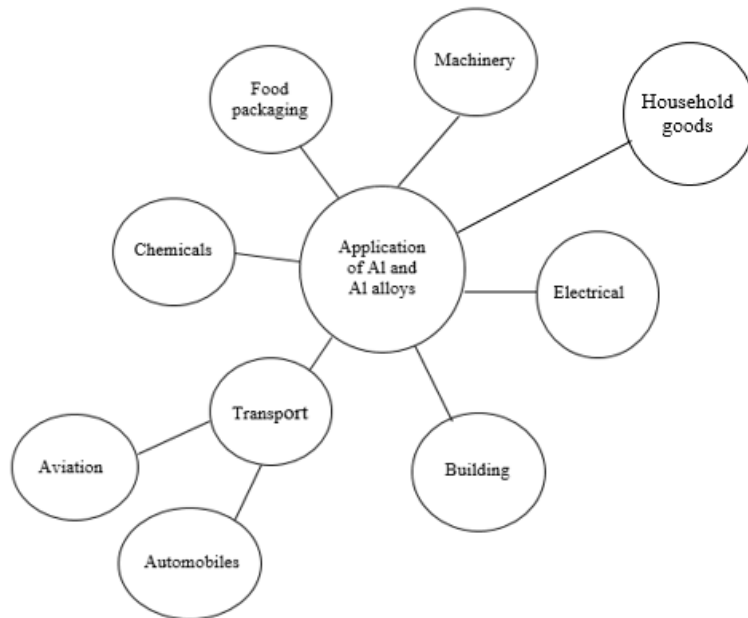 Machinery
Food
packaging
Household
goods
Chemicals
Application
of Al and
Al alloys
Electrical
Transport
Aviation
Building
Automobiles